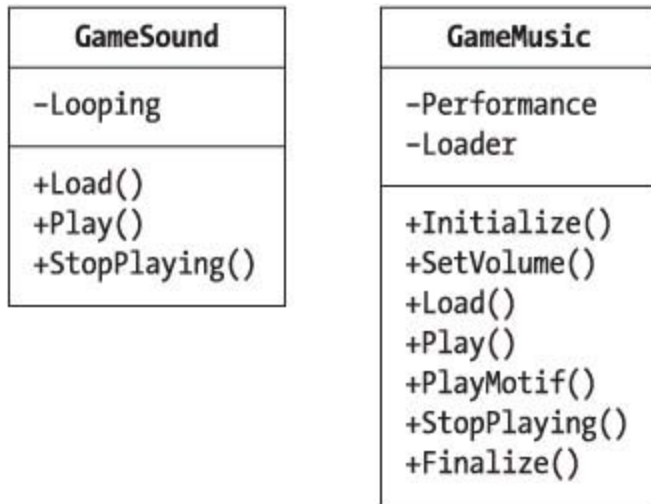 GameSound
-Looping
+Load()
+Play()
+StopPlaying()
GameMusic
-Performance
-Loader
+Initialize()
+SetVolume()
+Load()
+Play()
+PlayMotif()
+StopPlaying()
+Finalize()